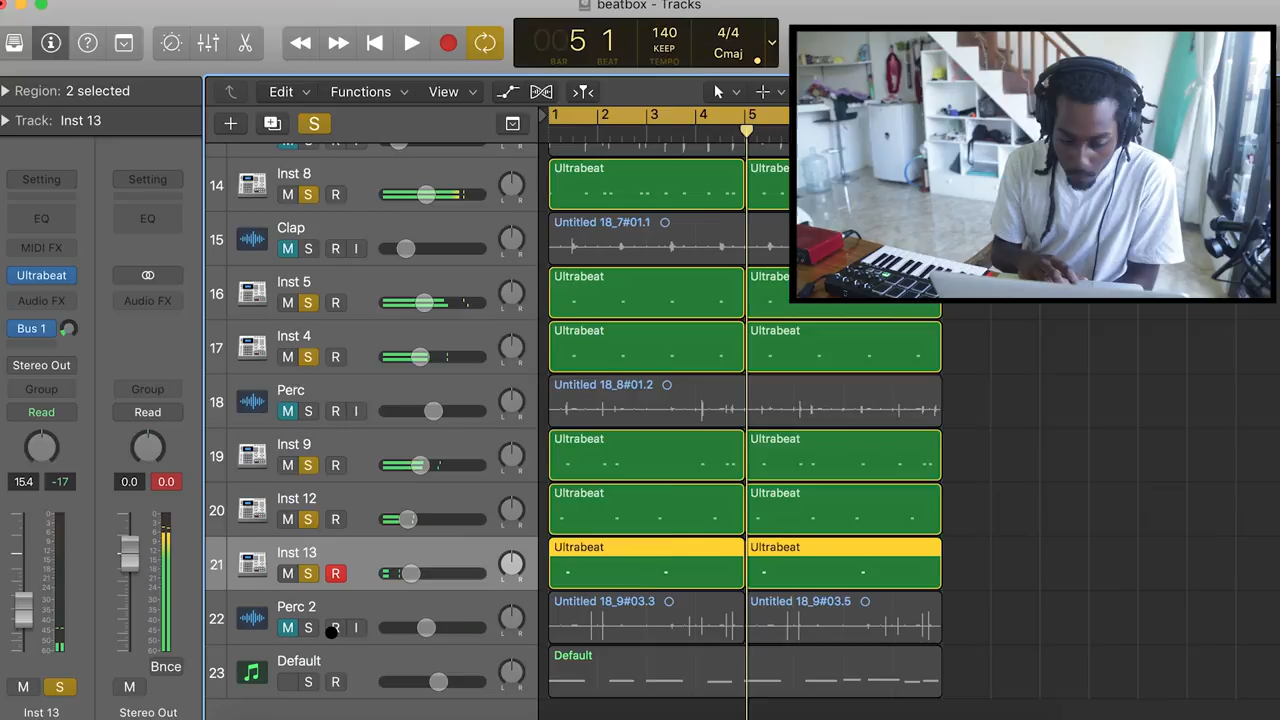 beatbox - Tracks
005 1
BAR BEAT
140
KEEP
TEMPO
4/4
Cmaj
Region: 2 selected
Track: Inst 13
Edit Functions View
S
1 2 3 4 5
Setting Setting
EQ EQ
MIDI FX
Ultrabeat
Audio FX Audio FX
Bus 1
Stereo Out
Group Group
Read Read
15.4 -17 0.0 0.0
Bnce
M S M
Inst 13 Stereo Out
14 Inst 8
M S R
L R
Ultrabeat Ultrabe
15 Clap
M S R I
L R
Untitled 18_7#01.1
16 Inst 5
M S R
L R
Ultrabeat Ultrabe
17 Inst 4
M S R
L R
Ultrabeat Ultrabeat
18 Perc
M S R I
L R
Untitled 18_8#01.2
19 Inst 9
M S R
L R
Ultrabeat Ultrabeat
20 Inst 12
M S R
L R
Ultrabeat Ultrabeat
21 Inst 13
M S R
L R
Ultrabeat Ultrabeat
22 Perc 2
M S R I
L R
Untitled 18_9#03.3 Untitled 18_9#03.5
23 Default
S R
L R
Default